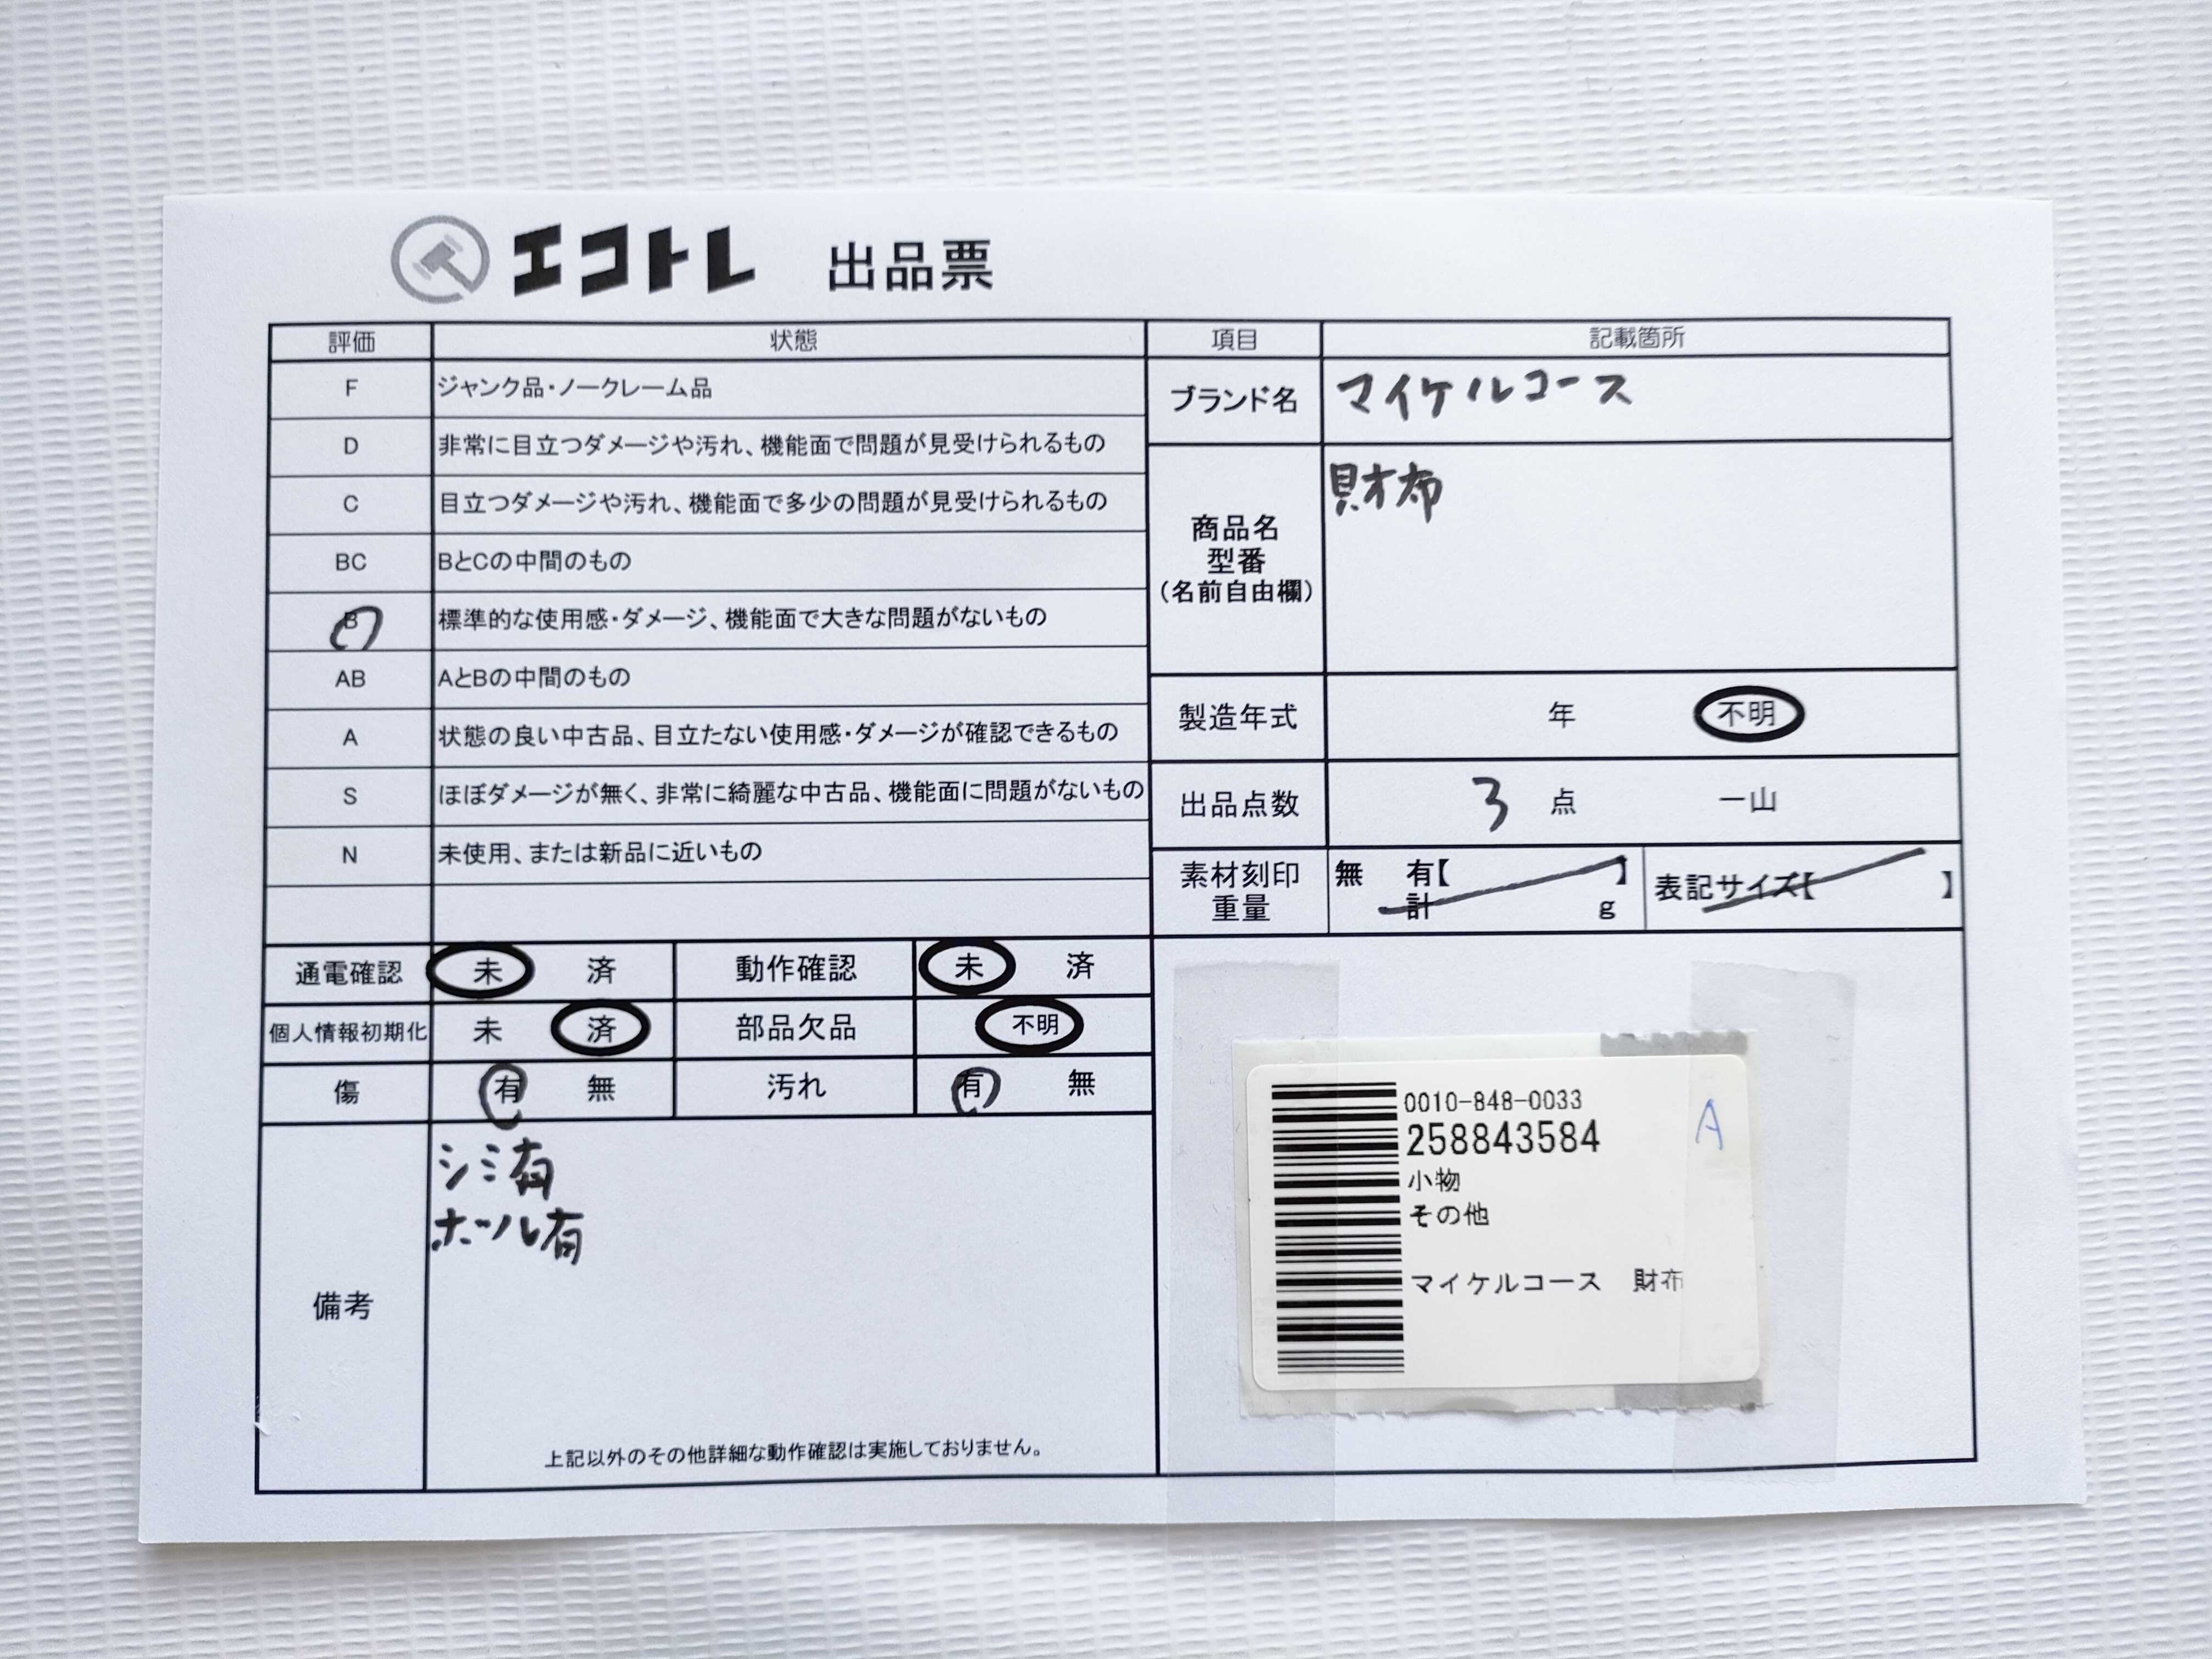 エコトレ 出品票
評価 状態 項目 記載箇所
F ジャンク品・ノークレーム品
D 非常に目立つダメージや汚れ、機能面で問題が見受けられるもの
C 目立つダメージや汚れ、機能面で多少の問題が見受けられるもの
BC BとCの中間のもの
B 標準的な使用感・ダメージ、機能面で大きな問題がないもの
AB AとBの中間のもの
A 状態の良い中古品、目立たない使用感・ダメージが確認できるもの
S ほぼダメージが無く、非常に綺麗な中古品、機能面に問題がないもの
N 未使用、または新品に近いもの
ブランド名 マイケルコース
商品名
型番
(名前自由欄)
財布
製造年式 年 不明
出品点数 3 点 一山
素材刻印 無 有【 】
重量 計 g
表記サイズ【 】
通電確認 未 済 動作確認 未 済
個人情報初期化 未 済 部品欠品 不明
傷 有 無 汚れ 有 無
備考
シミ有
ホール有
上記以外のその他詳細な動作確認は実施しておりません。
0010-848-0033
258843584
A
小物
その他
マイケルコース 財布